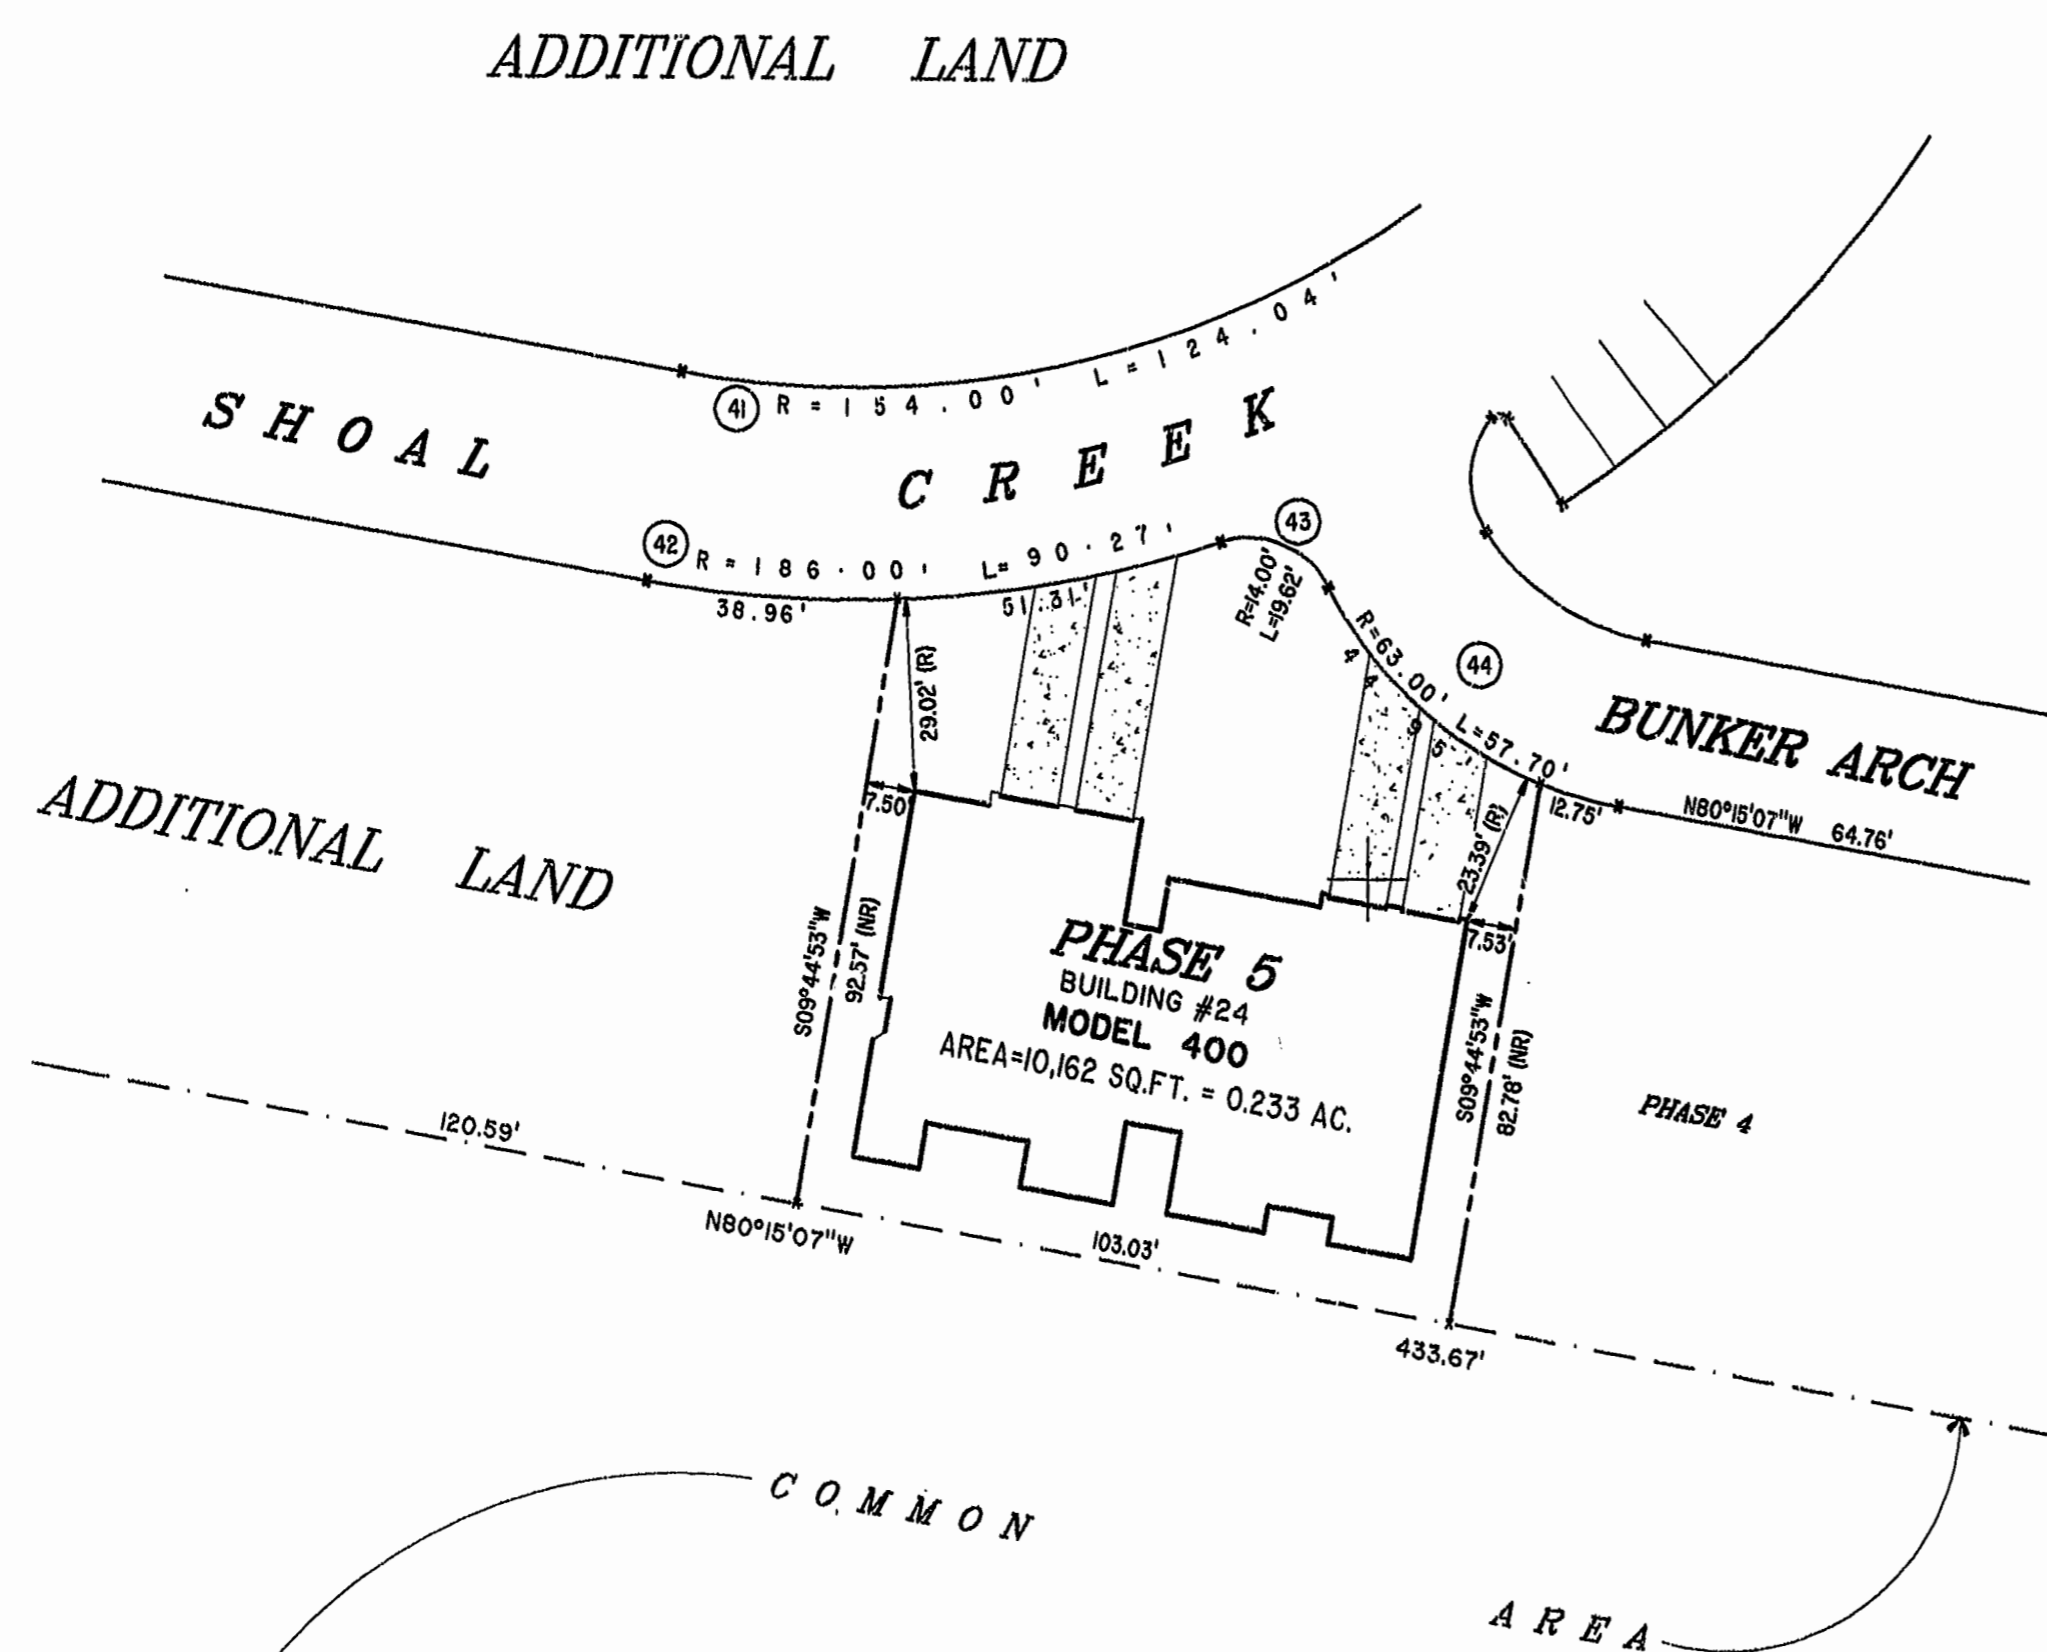 ADDITIONAL LAND
41 R = 154.00' L = 124.04'
SHOAL CREEK
42 R = 186.00' L = 90.27'
38.96'
51.31'
43
R=14.00'
L=19.62'
R=63.00' L=57.70'
44
44.95'
29.02' (R)
7.50'
BUNKER ARCH
12.75'
N80°15'07"W 64.76'
23.39' (R)
7.53'
ADDITIONAL LAND
S09°44'53"W
92.57' (NR)
PHASE 5
BUILDING #24
MODEL 400
AREA=10,162 SQ.FT. = 0.233 AC.
S09°44'53"W
82.78' (NR)
PHASE 4
120.59'
N80°15'07"W
103.03'
433.67'
COMMON
AREA